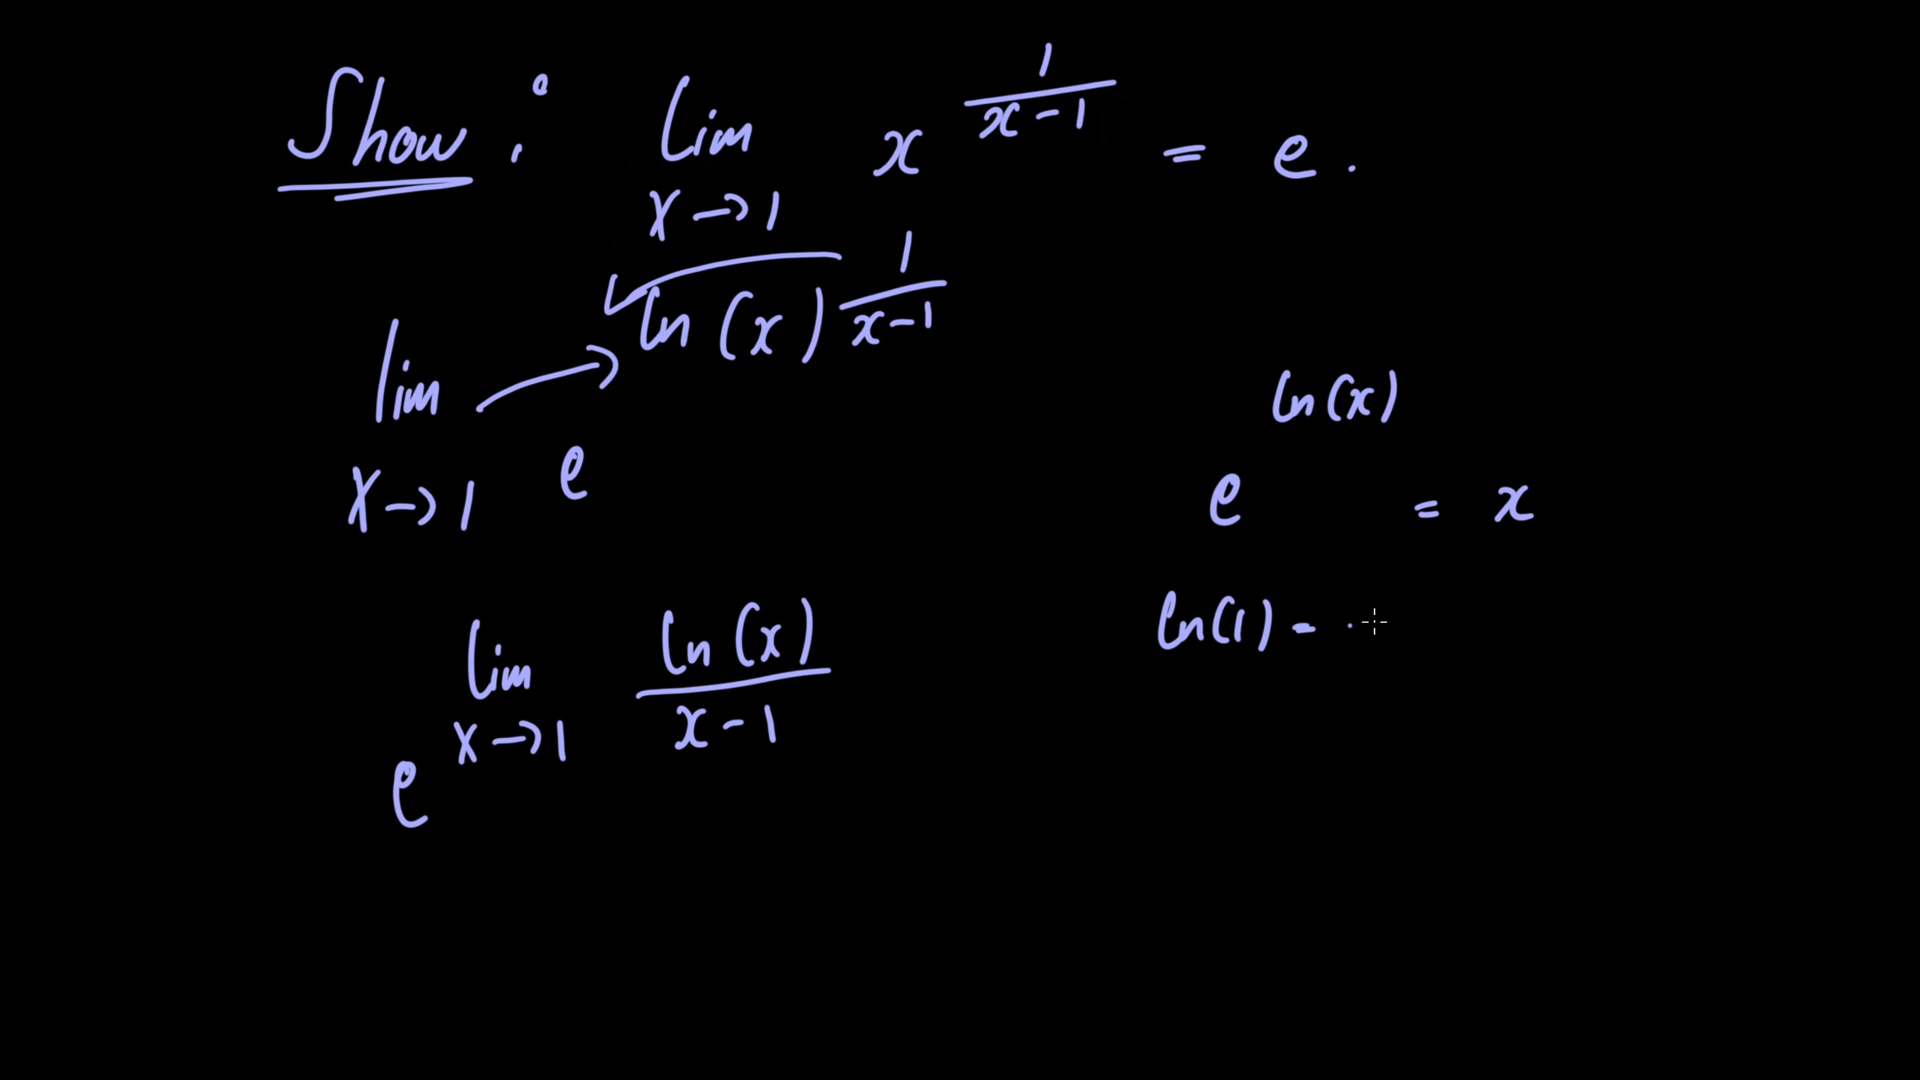 Show : lim x→1 x^(1/(x-1)) = e.
lim x→1 e^(ln(x)^(1/(x-1)))
e^(ln(x)) = x
e^(lim x→1 ln(x)/(x-1))
ln(1) =